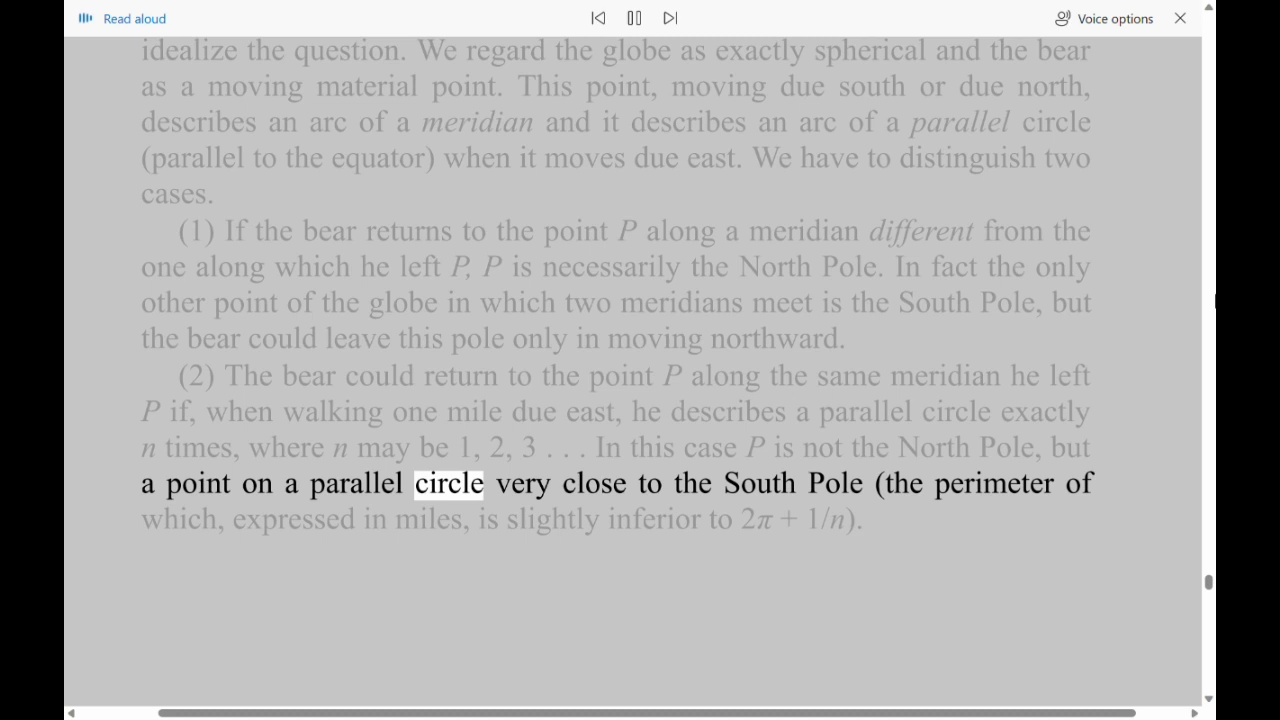 Read aloud
Voice options
idealize the question. We regard the globe as exactly spherical and the bear
as a moving material point. This point, moving due south or due north,
describes an arc of a meridian and it describes an arc of a parallel circle
(parallel to the equator) when it moves due east. We have to distinguish two
cases.
(1) If the bear returns to the point P along a meridian different from the
one along which he left P, P is necessarily the North Pole. In fact the only
other point of the globe in which two meridians meet is the South Pole, but
the bear could leave this pole only in moving northward.
(2) The bear could return to the point P along the same meridian he left
P if, when walking one mile due east, he describes a parallel circle exactly
n times, where n may be 1, 2, 3 . . . In this case P is not the North Pole, but
a point on a parallel circle very close to the South Pole (the perimeter of
which, expressed in miles, is slightly inferior to 2π + 1/n).